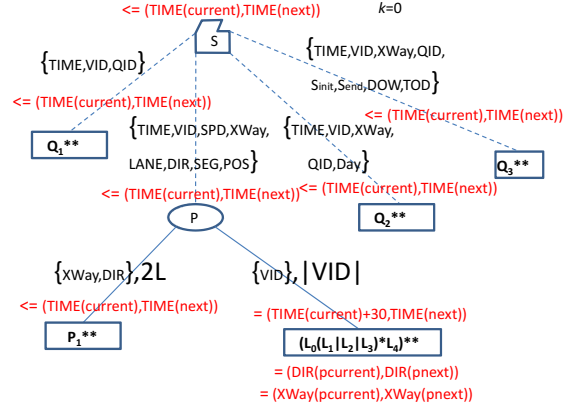 <= (TIME(current),TIME(next))
k=0
S
{TIME,VID,QID}
{TIME,VID,XWay,QID,
Sinit,Send,DOW,TOD}
<= (TIME(current),TIME(next))
<= (TIME(current),TIME(next))
{TIME,VID,SPD,XWay,
LANE,DIR,SEG,POS}
{TIME,VID,XWay,
QID,Day}
Q1**
Q3**
<= (TIME(current),TIME(next))
<= (TIME(current),TIME(next))
P
Q2**
{XWay,DIR},2L
{VID},|VID|
<= (TIME(current),TIME(next))
= (TIME(current)+30,TIME(next))
P1**
(L0(L1|L2|L3)*L4)**
= (DIR(pcurrent),DIR(pnext))
= (XWay(pcurrent),XWay(pnext))